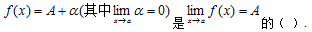 f(x) = A + α(其中 lim_{x→a} α = 0) 是 lim_{x→a} f(x) = A 的 ( ) .